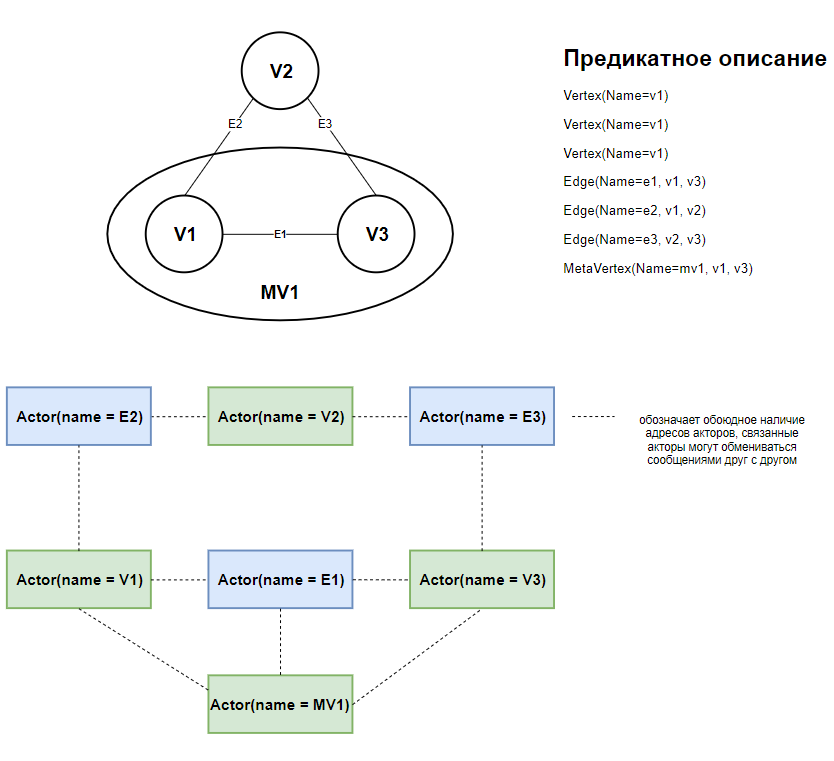 V2
E2
E3
V1
E1
V3
MV1
Предикатное описание
Vertex(Name=v1)
Vertex(Name=v1)
Vertex(Name=v1)
Edge(Name=e1, v1, v3)
Edge(Name=e2, v1, v2)
Edge(Name=e3, v2, v3)
MetaVertex(Name=mv1, v1, v3)
Actor(name = E2)
Actor(name = V2)
Actor(name = E3)
обозначает обоюдное наличие
адресов акторов, связанные
акторы могут обмениваться
сообщениями друг с другом
Actor(name = V1)
Actor(name = E1)
Actor(name = V3)
Actor(name = MV1)